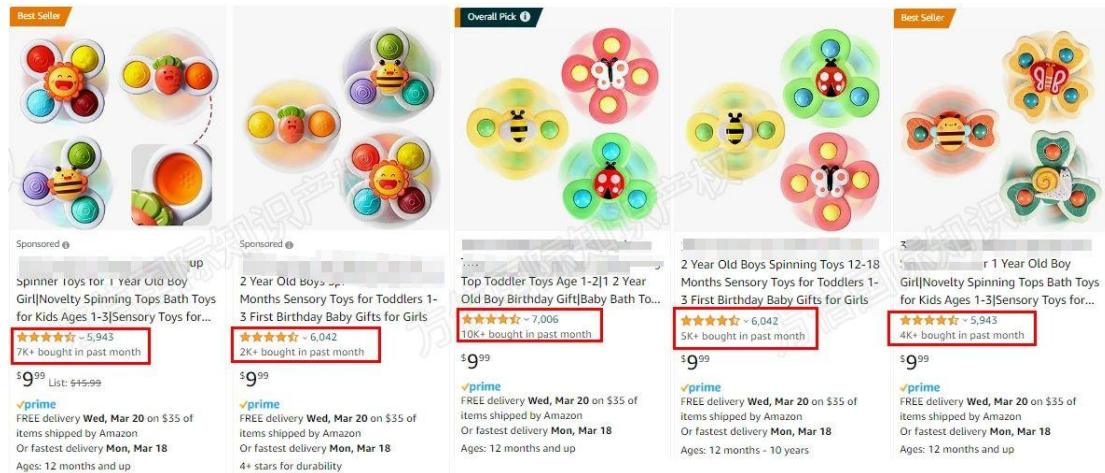 Best Seller
Sponsored
up
Spinner Toys for 1 Year Old Boy
Girl|Novelty Spinning Tops Bath Toys
for Kids Ages 1-3|Sensory Toys for...
5,943
7K+ bought in past month
$9.99 List: $15.99
prime
FREE delivery Wed, Mar 20 on $35 of
items shipped by Amazon
Or fastest delivery Mon, Mar 18
Ages: 12 months and up
Sponsored
2 Year Old Boys
Months Sensory Toys for Toddlers 1-
3 First Birthday Baby Gifts for Girls
6,042
2K+ bought in past month
$9.99
prime
FREE delivery Wed, Mar 20 on $35 of
items shipped by Amazon
Or fastest delivery Mon, Mar 18
4+ stars for durability
Overall Pick
Top Toddler Toys Age 1-2|1 2 Year
Old Boy Birthday Gift|Baby Bath To...
7,006
10K+ bought in past month
$9.99
prime
FREE delivery Wed, Mar 20 on $35 of
items shipped by Amazon
Or fastest delivery Mon, Mar 18
Ages: 12 months and up
2 Year Old Boys Spinning Toys 12-18
Months Sensory Toys for Toddlers 1-
3 First Birthday Baby Gifts for Girls
6,042
5K+ bought in past month
$9.99
prime
FREE delivery Wed, Mar 20 on $35 of
items shipped by Amazon
Or fastest delivery Mon, Mar 18
Ages: 12 months - 10 years
Best Seller
r 1 Year Old Boy
Girl|Novelty Spinning Tops Bath Toys
for Kids Ages 1-3|Sensory Toys for...
5,943
4K+ bought in past month
$9.99
prime
FREE delivery Wed, Mar 20 on $35 of
items shipped by Amazon
Or fastest delivery Mon, Mar 18
Ages: 12 months and up